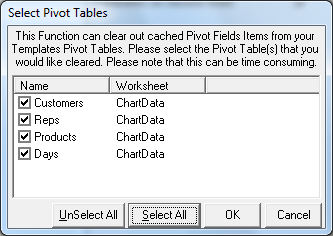 Select Pivot Tables
This Function can clear out cached Pivot Fields Items from your
Templates Pivot Tables. Please select the Pivot Table(s) that you
would like cleared. Please note that this can be time consuming.
Name Worksheet
Customers ChartData
Reps ChartData
Products ChartData
Days ChartData
UnSelect All Select All OK Cancel